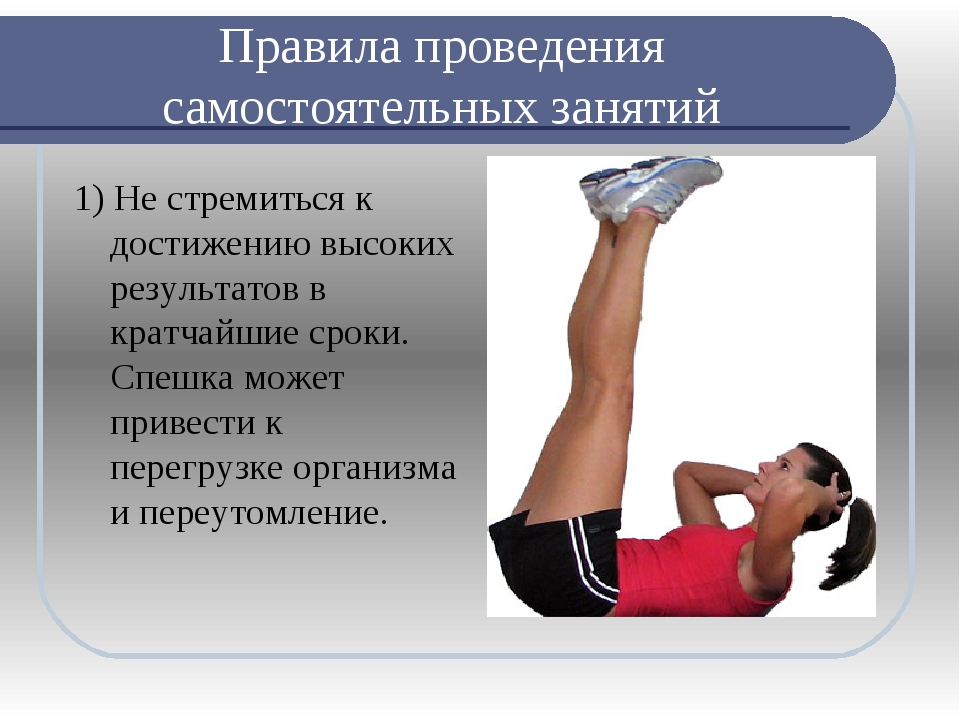 Правила проведения
самостоятельных занятий
1) Не стремиться к
достижению высоких
результатов в
кратчайшие сроки.
Спешка может
привести к
перегрузке организма
и переутомление.